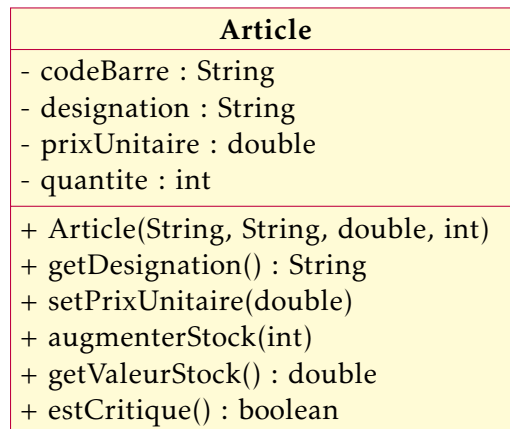 Article
- codeBarre : String
- designation : String
- prixUnitaire : double
- quantite : int
+ Article(String, String, double, int)
+ getDesignation() : String
+ setPrixUnitaire(double)
+ augmenterStock(int)
+ getValeurStock() : double
+ estCritique() : boolean